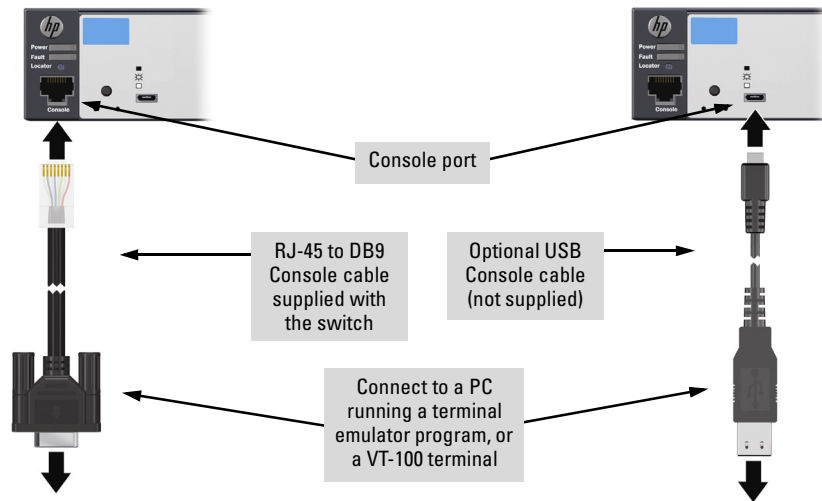 hp
Power
Fault
Locator
Console
hp
Power
Fault
Locator
Console
Console port
RJ-45 to DB9
Console cable
supplied with
the switch
Optional USB
Console cable
(not supplied)
Connect to a PC
running a terminal
emulator program, or
a VT-100 terminal